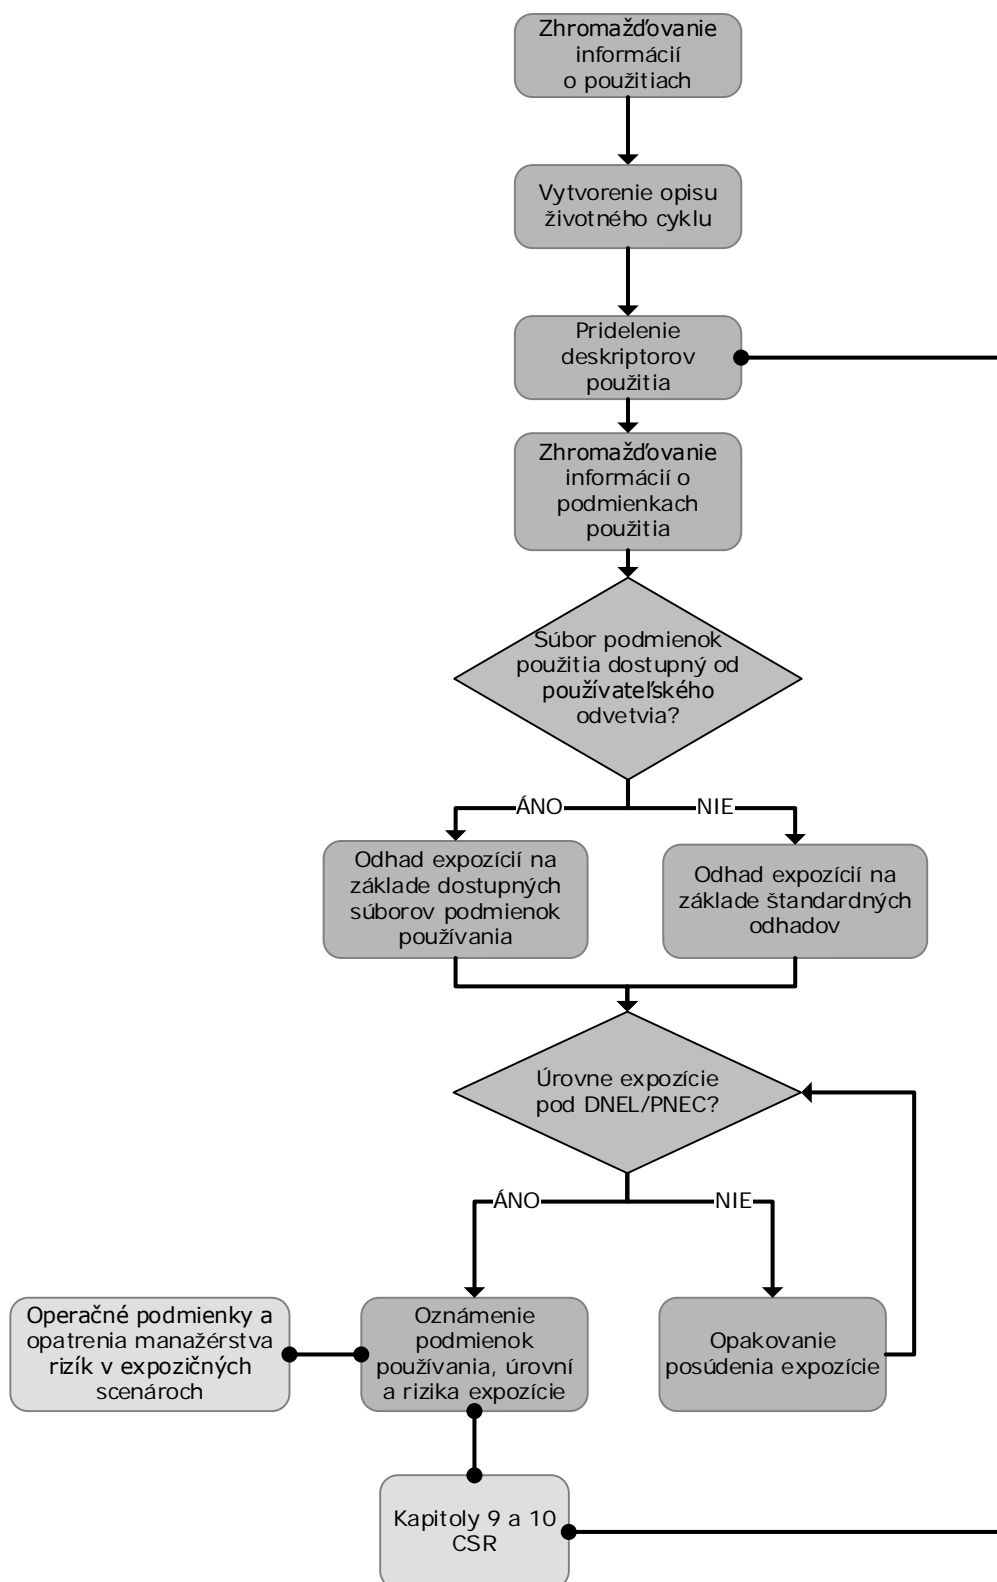 Zhromažďovanie
informácií
o použitiach
Vytvorenie opisu
životného cyklu
Pridelenie
deskriptorov
použitia
Zhromažďovanie
informácií o
podmienkach
použitia
Súbor podmienok
použitia dostupný od
používateľského
odvetvia?
ÁNO
NIE
Odhad expozícií na
základe dostupných
súborov podmienok
používania
Odhad expozícií na
základe štandardných
odhadov
Úrovne expozície
pod DNEL/PNEC?
ÁNO
NIE
Operačné podmienky a
opatrenia manažérstva
rizík v expozičných
scenároch
Oznámenie
podmienok
používania, úrovní
a rizika expozície
Opakovanie
posúdenia expozície
Kapitoly 9 a 10
CSR